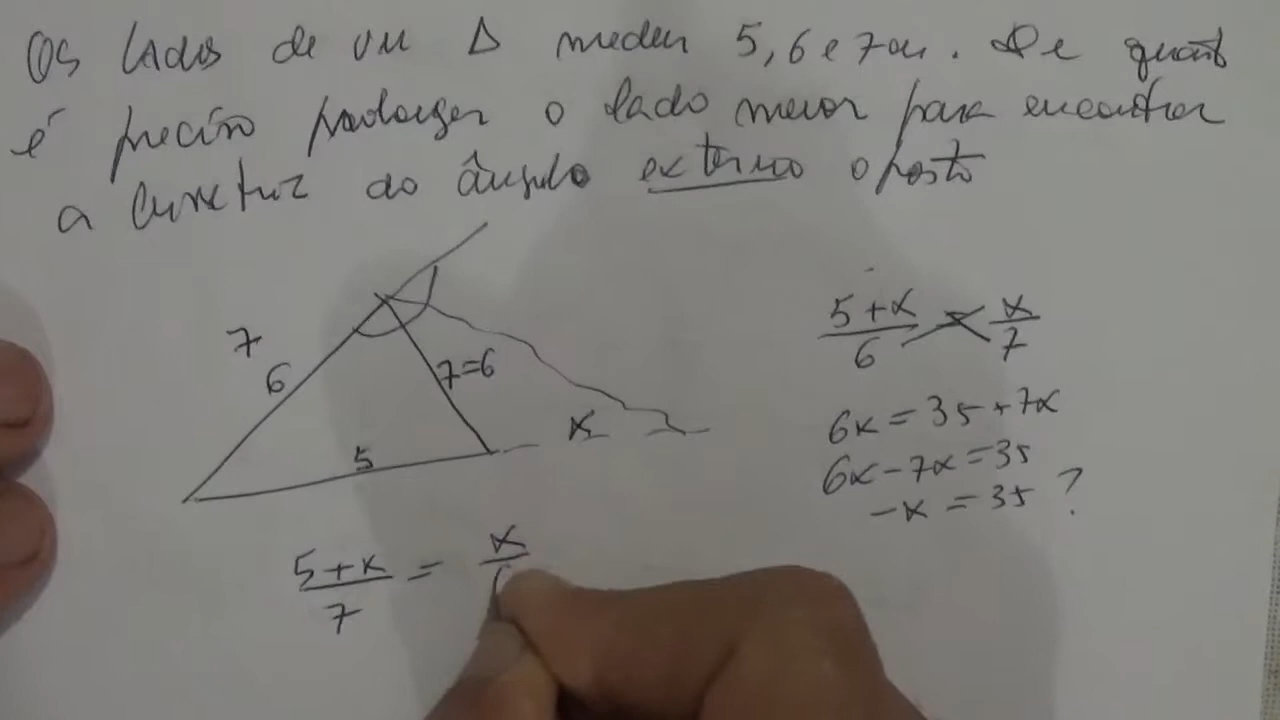 Os lados de um Δ medem 5, 6 e 7cm. De quanto
é preciso prolongar o lado menor para encontrar
a bissetriz do ângulo externo oposto
7
6
7=6
5
x
5+x/6 = x/7
6x = 35 + 7x
6x - 7x = 35
-x = 35 ?
5+x/7 = x/